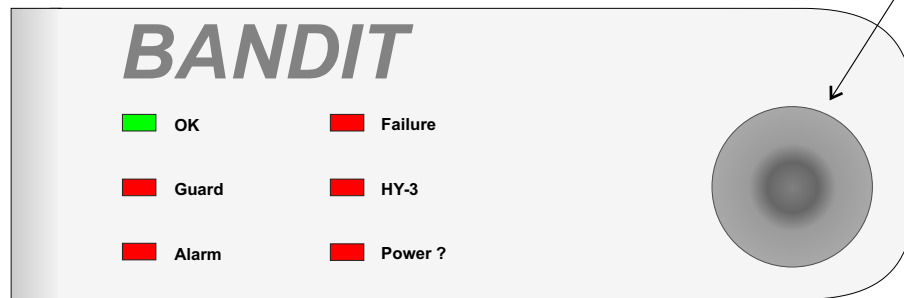 BANDIT
OK
Failure
Guard
HY-3
Alarm
Power ?